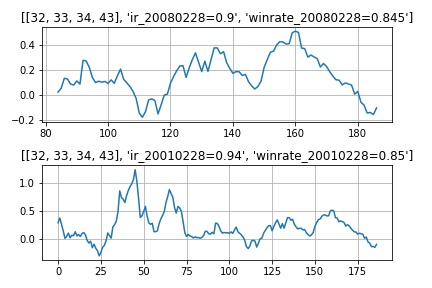 [[32, 33, 34, 43], 'ir_20080228=0.9', 'winrate_20080228=0.845']
0.4
0.2
0.0
−0.2
80 100 120 140 160 180
[[32, 33, 34, 43], 'ir_20010228=0.94', 'winrate_20010228=0.85']
1.0
0.5
0.0
0 25 50 75 100 125 150 175